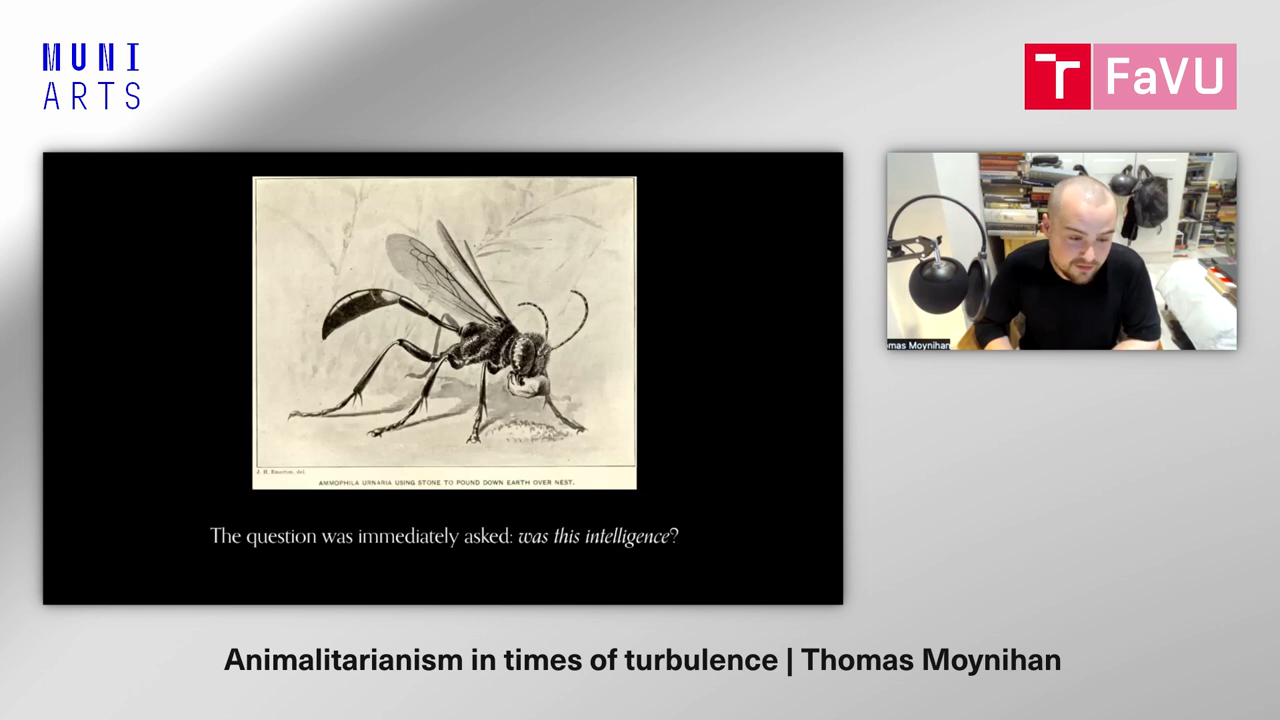 MUNI
ARTS
FaVU
J. H. Emerton, del.
AMMOPHILA URNARIA USING STONE TO POUND DOWN EARTH OVER NEST.
The question was immediately asked: was this intelligence?
mas Moynihan
Animalitarianism in times of turbulence | Thomas Moynihan